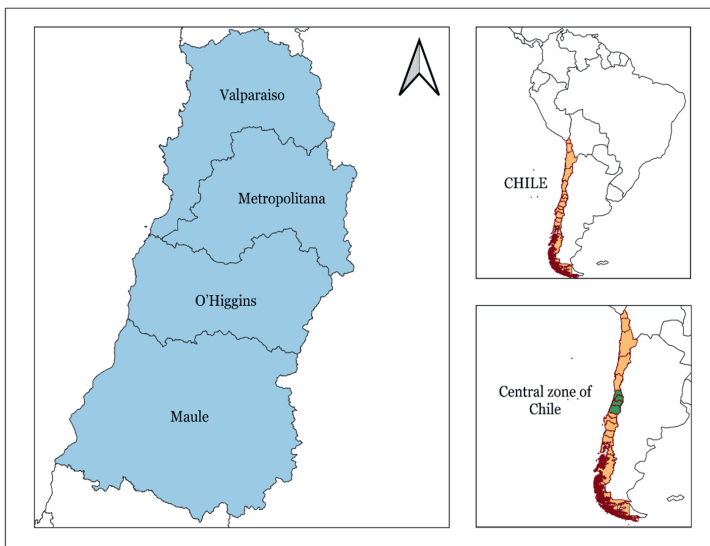 Valparaiso
Metropolitana
O'Higgins
Maule
CHILE
Central zone of
Chile